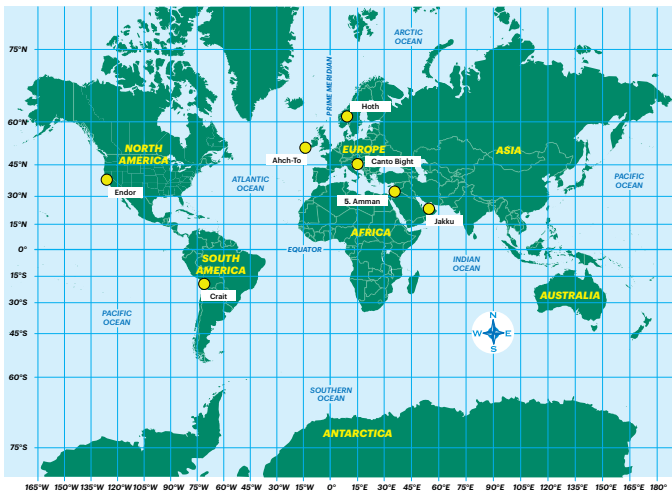 ARCTIC
OCEAN
75°N
PRIME MERIDIAN
Hoth
60°N
NORTH
AMERICA
EUROPE
ASIA
Ahch-To
Canto Bight
45°N
ATLANTIC
OCEAN
PACIFIC
OCEAN
Endor
30°N
5. Amman
Jakku
15°N
AFRICA
0°
EQUATOR
SOUTH
AMERICA
INDIAN
OCEAN
15°S
Crait
AUSTRALIA
30°S
PACIFIC
OCEAN
N
W E
S
45°S
60°S
SOUTHERN
OCEAN
ANTARCTICA
75°S
165°W 150°W 135°W 120°W 105°W 90°W 75°W 60°W 45°W 30°W 15°W 0° 15°E 30°E 45°E 60°E 75°E 90°E 105°E 120°E 135°E 150°E 165°E 180°